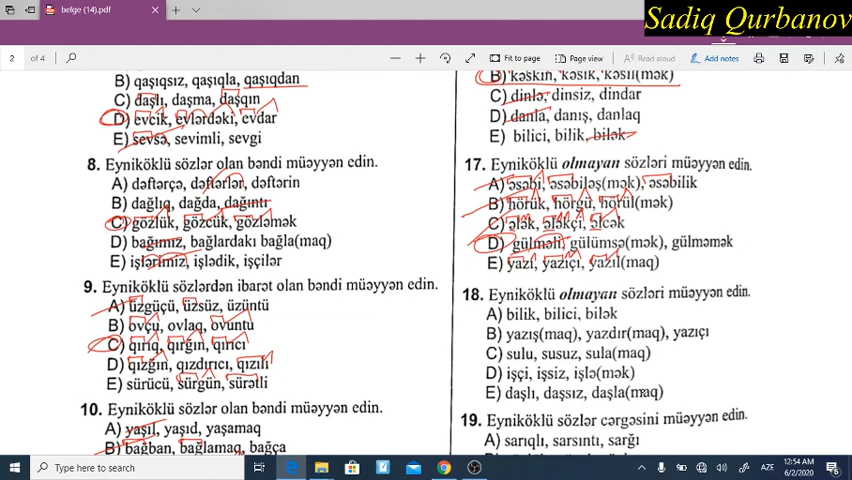 Sadiq Qurbanov
belge (14).pdf
2 of 4
Fit to page
Page view
Read aloud
Add notes
B) qaşıqsız, qaşıqla, qaşıqdan
C) daşlı, daşma, daşqın
D) evcik, evlərdəki, evdar
E) sevsə, sevimli, sevgi
8. Eyniköklü sözlər olan bəndi müəyyən edin.
A) dəftərçə, dəftərlər, dəftərin
B) dağlıq, dağda, dağıntı
C) gözlük, gözcük, gözləmək
D) bağımız, bağlardakı bağla(maq)
E) işlərimiz, işlədik, işçilər
9. Eyniköklü sözlərdən ibarət olan bəndi müəyyən edin.
A) üzgüçü, üzsüz, üzüntü
B) ovçu, ovlaq, ovuntu
C) qırıq, qırğın, qırıcı
D) qızğın, qızdırıcı, qızılı
E) sürücü, sürgün, sürətli
10. Eyniköklü sözlər olan bəndi müəyyən edin.
A) yaşıl, yaşıd, yaşamaq
B) bağban, bağlamaq, bağça
B) kəskin, kəsik, kəsil(mək)
C) dinlə, dinsiz, dindar
D) danla, danış, danlaq
E) bilici, bilik, bilək
17. Eyniköklü olmayan sözləri müəyyən edin.
A) əsəbi, əsəbiləş(mək), əsəbilik
B) hörük, hörgü, hörül(mək)
C) ələk, ələkçi, əlcək
D) gülməli, gülümsə(mək), gülməmək
E) yazı, yazıçı, yazıl(maq)
18. Eyniköklü olmayan sözləri müəyyən edin.
A) bilik, bilici, bilək
B) yazış(maq), yazdır(maq), yazıçı
C) sulu, susuz, sula(maq)
D) işçi, işsiz, işlə(mək)
E) daşlı, daşsız, daşla(maq)
19. Eyniköklü sözlər cərgəsini müəyyən edin.
A) sarıqlı, sarsıntı, sarğı
Type here to search
AZE
12:54 AM
6/2/2020